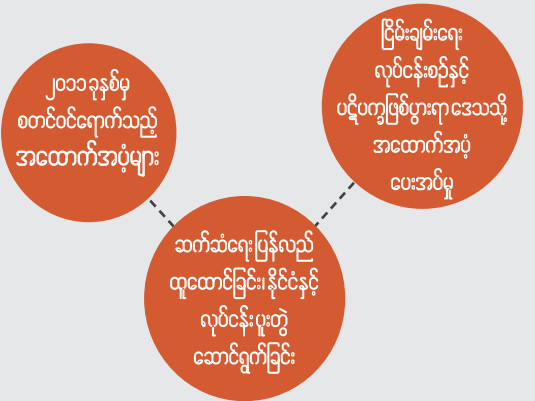 ၂၀၁၁ ခုနှစ်မှ
စတင်ဝင်ရောက်သည့်
အထောက်အပံ့များ
ငြိမ်းချမ်းရေး
လုပ်ငန်းစဉ်နှင့်
ပဋိပက္ခဖြစ်ပွားရာ ဒေသသို့
အထောက်အပံ့
ပေးအပ်မှု
ဆက်ဆံရေး ပြန်လည်
ထူထောင်ခြင်း၊ နိုင်ငံနှင့်
လုပ်ငန်း ပူးတွဲ
ဆောင်ရွက်ခြင်း